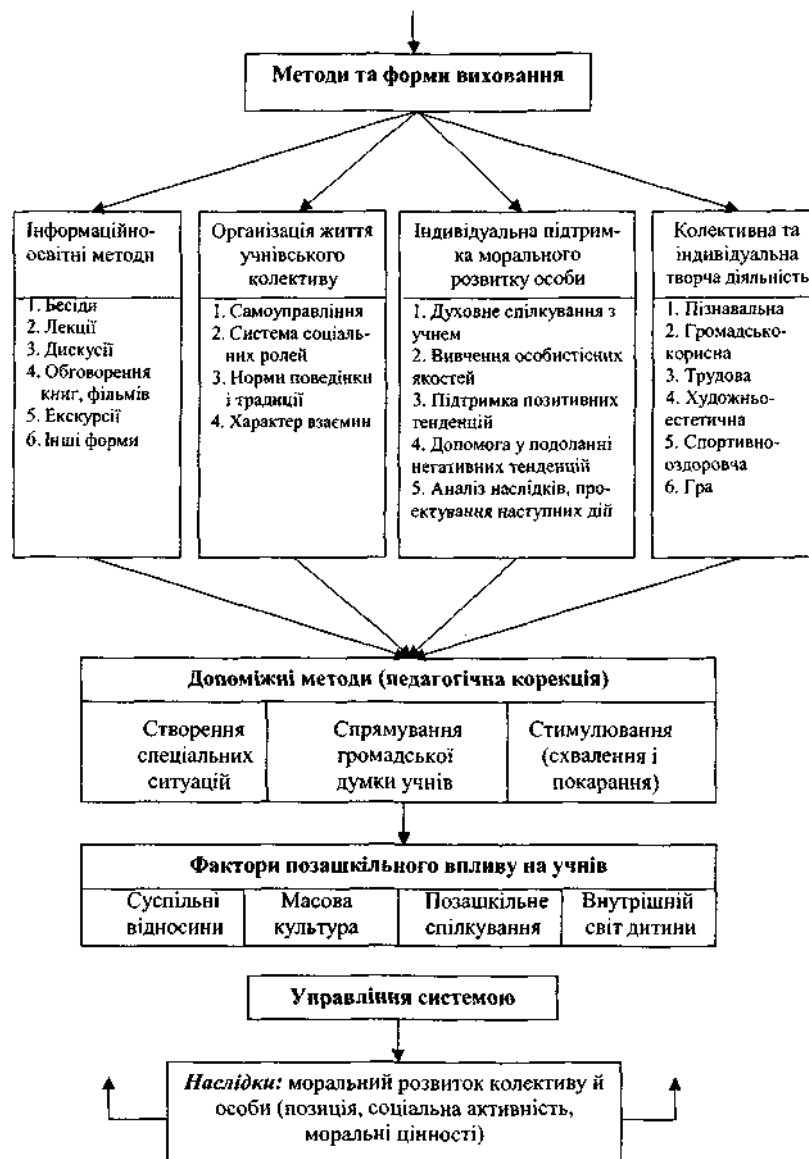 Методи та форми виховання
Інформаційно-
освітні методи
1. Бесіди
2. Лекції
3. Дискусії
4. Обговорення
книг, фільмів
5. Екскурсії
6. Інші форми
Організація життя
учнівського
колективу
1. Самоуправління
2. Система соціаль-
них ролей
3. Норми поведінки
і традиції
4. Характер взаємин
Індивідуальна підтрим-
ка морального
розвитку особи
1. Духовне спілкування з
учнем
2. Вивчення особистісних
якостей
3. Підтримка позитивних
тенденцій
4. Допомога у подоланні
негативних тенденцій
5. Аналіз наслідків, про-
ектування наступних дій
Колективна та
індивідуальна
творча діяльність
1. Пізнавальна
2. Громадсько-
корисна
3. Трудова
4. Художньо-
естетична
5. Спортивно-
оздоровча
6. Гра
Допоміжні методи (педагогічна корекція)
Створення
спеціальних
ситуацій
Спрямування
громадської
думки учнів
Стимулювання
(схвалення і
покарання)
Фактори позашкільного впливу на учнів
Суспільні
відносини
Масова
культура
Позашкільне
спілкування
Внутрішній
світ дитини
Управління системою
Наслідки: моральний розвиток колективу й
особи (позиція, соціальна активність,
моральні цінності)